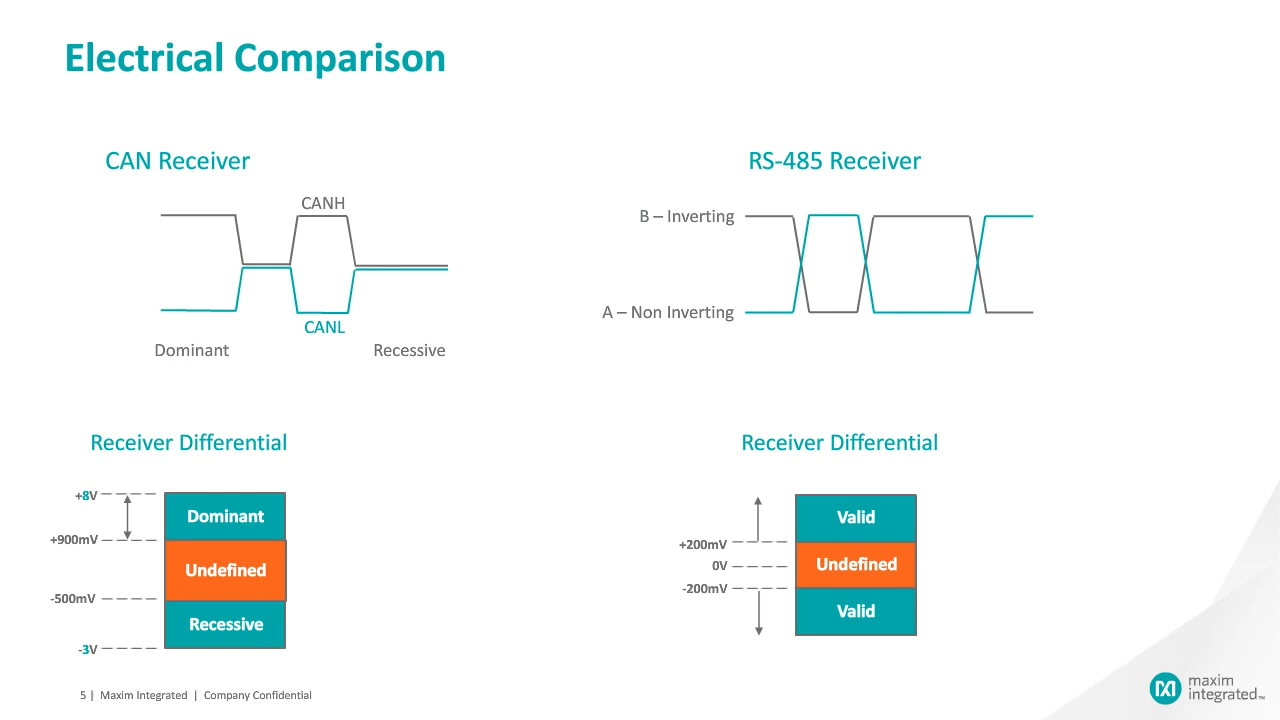 Electrical Comparison
CAN Receiver
CANH
CANL
Dominant
Recessive
RS-485 Receiver
B – Inverting
A – Non Inverting
Receiver Differential
+8V
+900mV
-500mV
-3V
Dominant
Undefined
Recessive
Receiver Differential
+200mV
0V
-200mV
Valid
Undefined
Valid
5 | Maxim Integrated | Company Confidential
maxim
integrated™